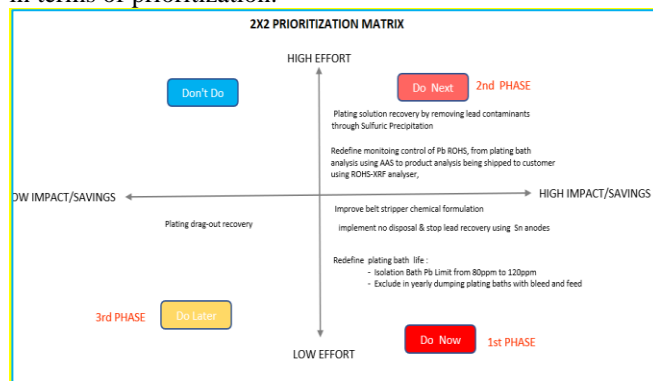 in terms of prioritization.
2X2 PRIORITIZATION MATRIX
HIGH EFFORT
Don't Do
Do Next
2nd PHASE
Plating solution recovery by removing lead contaminants
through Sulfuric Precipitation
Redefine monitoing control of Pb ROHS, from plating bath
analysis using AAS to product analysis being shipped to customer
using ROHS-XRF analyser,
OW IMPACT/SAVINGS
HIGH IMPACT/SAVINGS
Plating drag-out recovery
Improve belt stripper chemical formulation
implement no disposal & stop lead recovery using Sn anodes
Redefine plating bath life :
- Isolation Bath Pb Limit from 80ppm to 120ppm
- Exclude in yearly dumping plating baths with bleed and feed
3rd PHASE
Do Later
Do Now
1st PHASE
LOW EFFORT